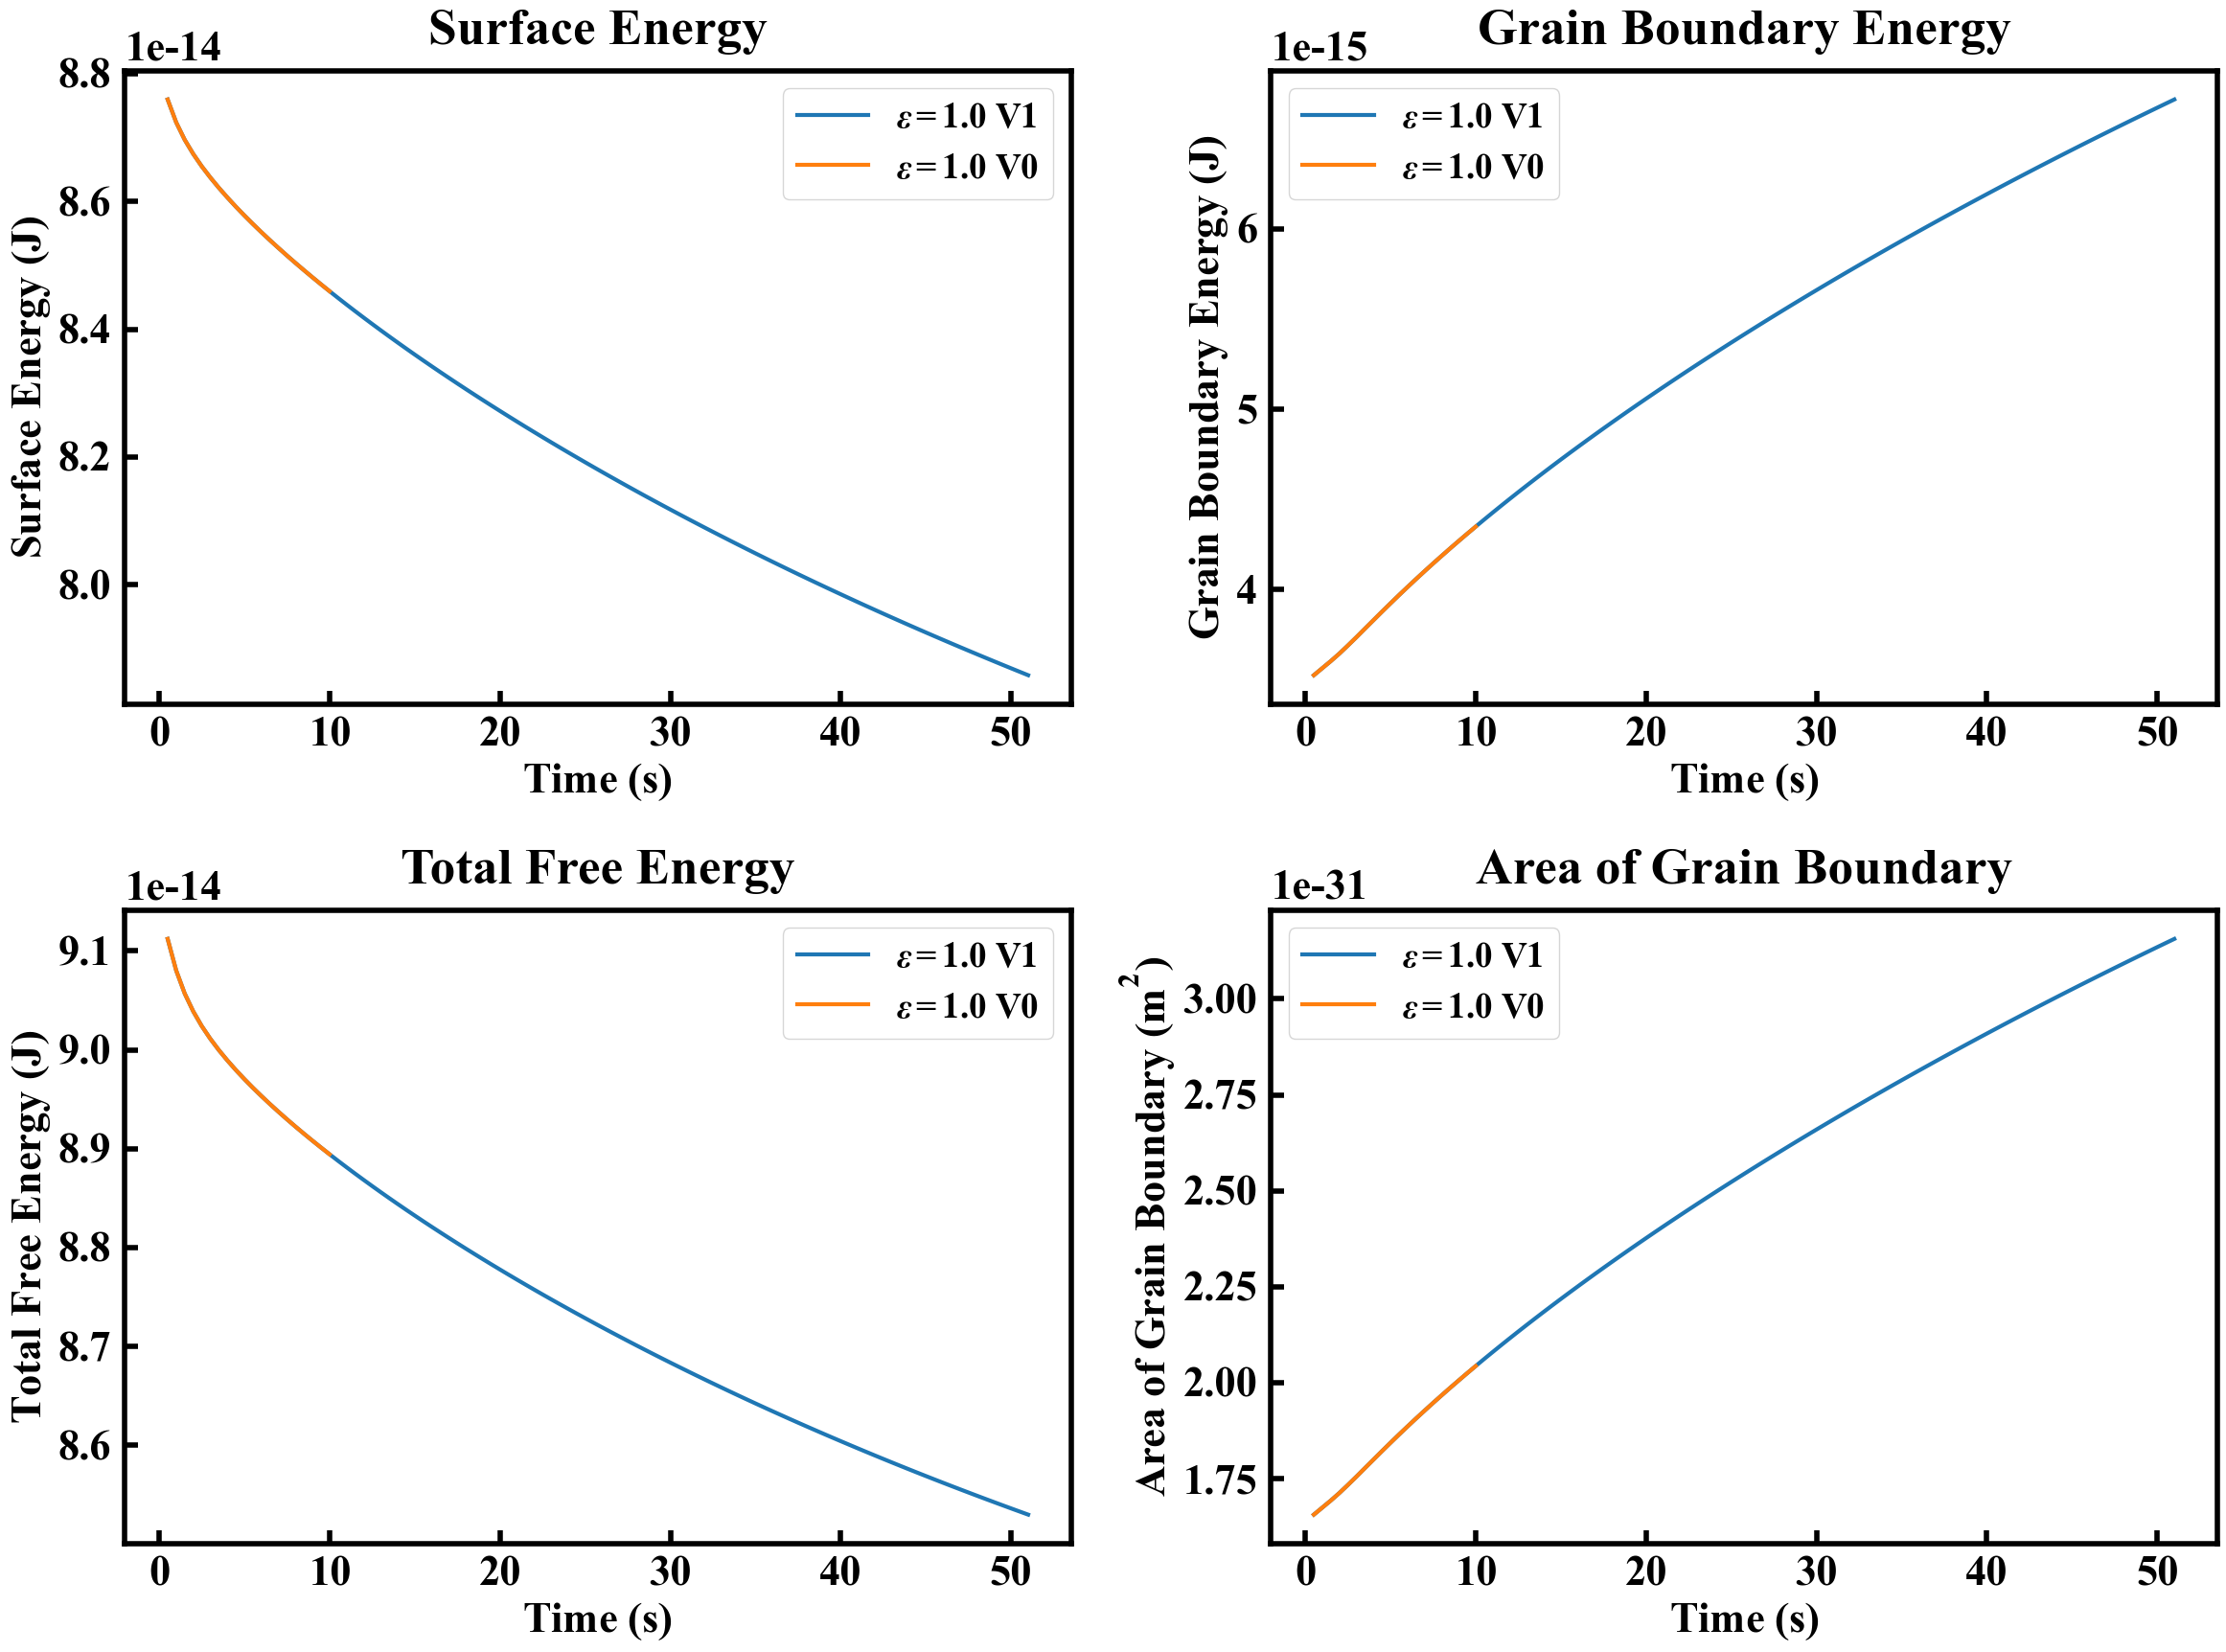 Surface Energy
1e-14
8.8
8.6
8.4
8.2
8.0
Surface Energy (J)
ε=1.0 V1
ε=1.0 V0
0 10 20 30 40 50
Time (s)
Grain Boundary Energy
1e-15
6
5
4
Grain Boundary Energy (J)
ε=1.0 V1
ε=1.0 V0
0 10 20 30 40 50
Time (s)
Total Free Energy
1e-14
9.1
9.0
8.9
8.8
8.7
8.6
Total Free Energy (J)
ε=1.0 V1
ε=1.0 V0
0 10 20 30 40 50
Time (s)
Area of Grain Boundary
1e-31
3.00
2.75
2.50
2.25
2.00
1.75
Area of Grain Boundary (m²)
ε=1.0 V1
ε=1.0 V0
0 10 20 30 40 50
Time (s)